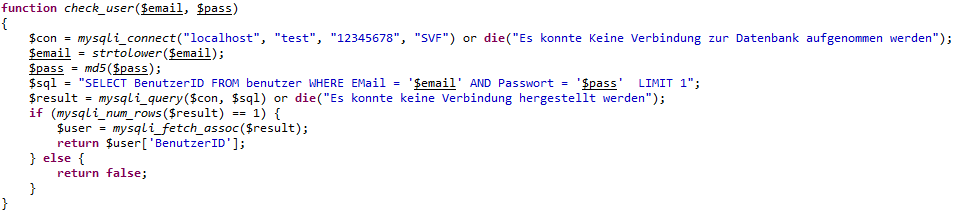 function check_user($email, $pass)
{
    $con = mysqli_connect("localhost", "test", "12345678", "SVF") or die("Es konnte Keine Verbindung zur Datenbank aufgenommen werden");
    $email = strtolower($email);
    $pass = md5($pass);
    $sql = "SELECT BenutzerID FROM benutzer WHERE EMail = '$email' AND Passwort = '$pass'  LIMIT 1";
    $result = mysqli_query($con, $sql) or die("Es konnte keine Verbindung hergestellt werden");
    if (mysqli_num_rows($result) == 1) {
        $user = mysqli_fetch_assoc($result);
        return $user['BenutzerID'];
    } else {
        return false;
    }
}